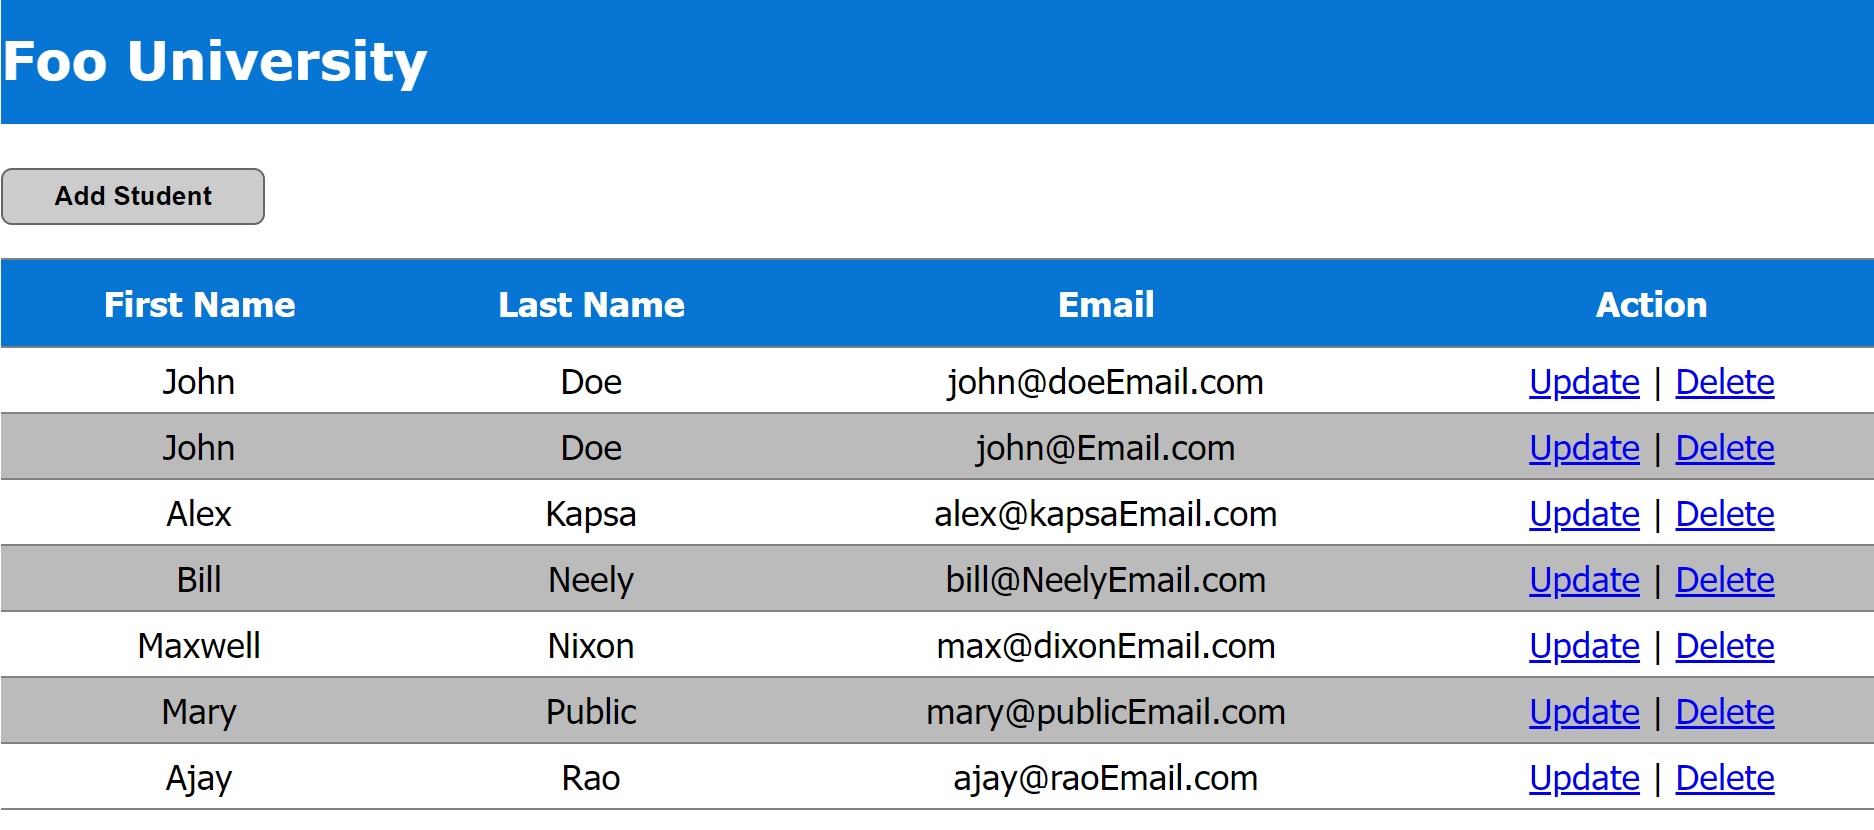 Foo University
Add Student
First Name Last Name Email Action
John Doe john@doeEmail.com Update | Delete
John Doe john@Email.com Update | Delete
Alex Kapsa alex@kapsaEmail.com Update | Delete
Bill Neely bill@NeelyEmail.com Update | Delete
Maxwell Nixon max@dixonEmail.com Update | Delete
Mary Public mary@publicEmail.com Update | Delete
Ajay Rao ajay@raoEmail.com Update | Delete